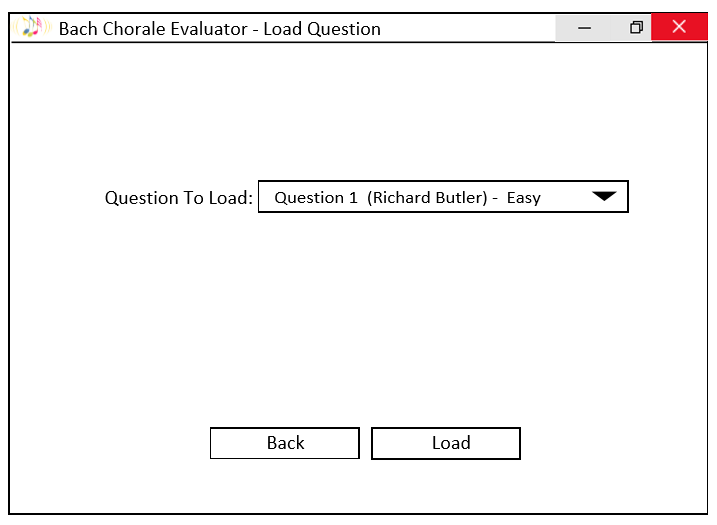 Bach Chorale Evaluator - Load Question
Question To Load: Question 1 (Richard Butler) - Easy
Back Load